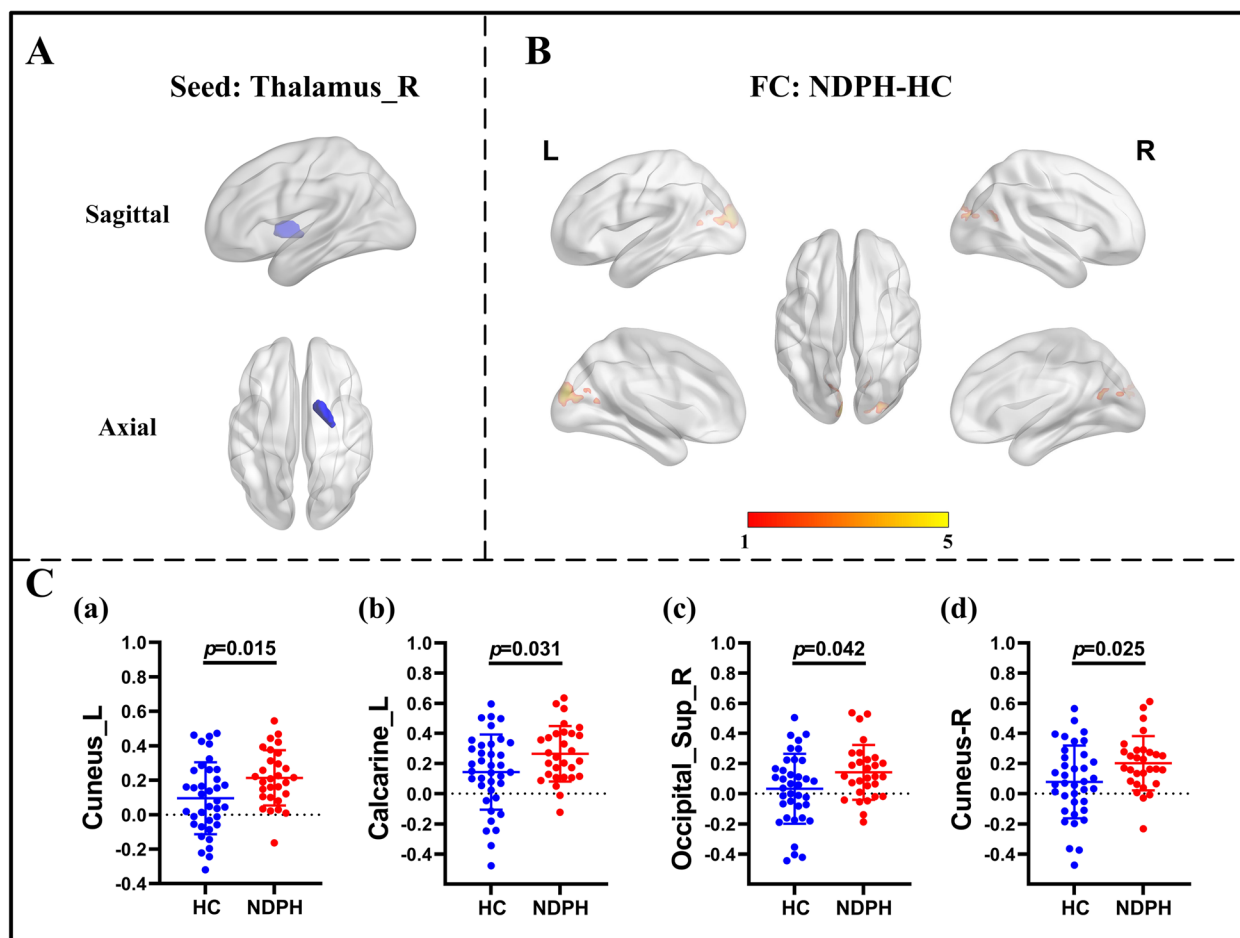 A
Seed: Thalamus_R
Sagittal
Axial
B
FC: NDPH-HC
L
R
1
5
C
(a)
Cuneus_L
1.0
0.8
0.6
0.4
0.2
0.0
-0.2
-0.4
p=0.015
HC
NDPH
(b)
Calcarine_L
1.0
0.8
0.6
0.4
0.2
0.0
-0.2
-0.4
p=0.031
HC
NDPH
(c)
Occipital_Sup_R
1.0
0.8
0.6
0.4
0.2
0.0
-0.2
-0.4
p=0.042
HC
NDPH
(d)
Cuneus-R
1.0
0.8
0.6
0.4
0.2
0.0
-0.2
-0.4
p=0.025
HC
NDPH